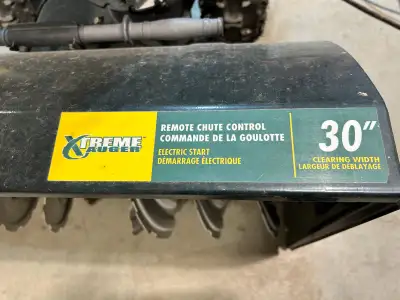 XTREME
AUGER
REMOTE CHUTE CONTROL
COMMANDE DE LA GOULOTTE
ELECTRIC START
DÉMARRAGE ÉLECTRIQUE
30"
CLEARING WIDTH
LARGEUR DE DÉBLAYAGE